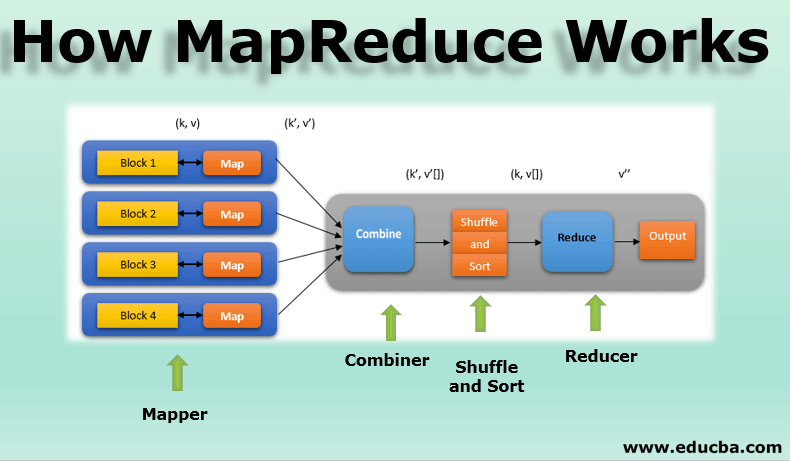 How MapReduce Works
(k, v)
(k’, v’)
(k’, v’[])
(k, v[])
v’’
Block 1
Map
Block 2
Map
Block 3
Map
Block 4
Map
Combine
Shuffle
and
Sort
Reduce
Output
Mapper
Combiner
Shuffle
and Sort
Reducer
www.educba.com